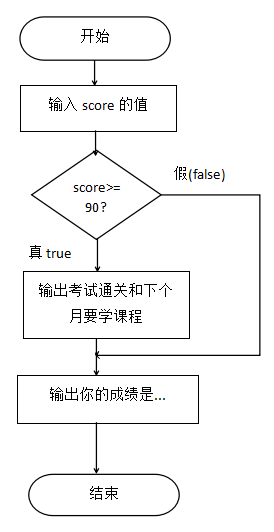 开始
输入 score 的值
score>=
90?
假(false)
真 true
输出考试通关和下个
月要学课程
输出你的成绩是...
结束